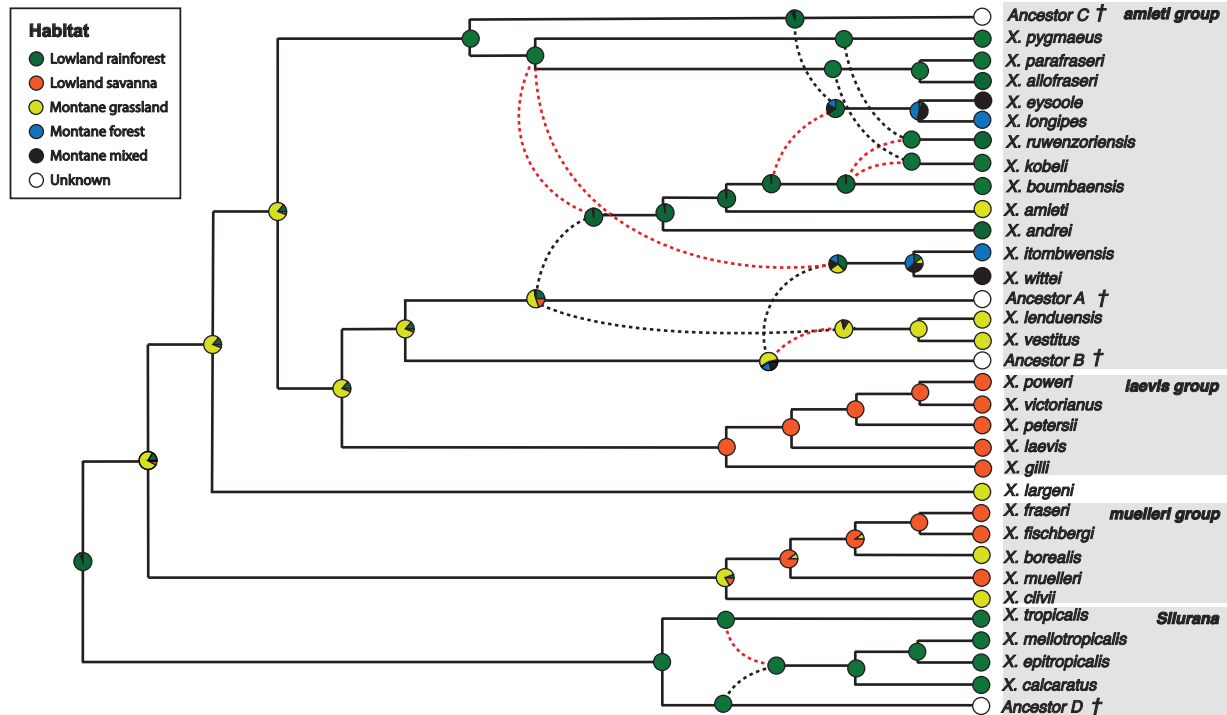 Habitat
Lowland rainforest
Lowland savanna
Montane grassland
Montane forest
Montane mixed
Unknown
Ancestor C † amieti group
X. pygmaeus
X. parafraseri
X. allofraseri
X. eysoole
X. longipes
X. ruwenzoriensis
X. kobeli
X. boumbaensis
X. amieti
X. andrei
X. itombwensis
X. wittei
Ancestor A †
X. lenduensis
X. vestitus
Ancestor B †
X. poweri laevis group
X. victorianus
X. petersii
X. laevis
X. gilli
X. largeni
X. fraseri muelleri group
X. fischbergi
X. borealis
X. muelleri
X. clivii
X. tropicalis Silurana
X. mellotropicalis
X. epitropicalis
X. calcaratus
Ancestor D †